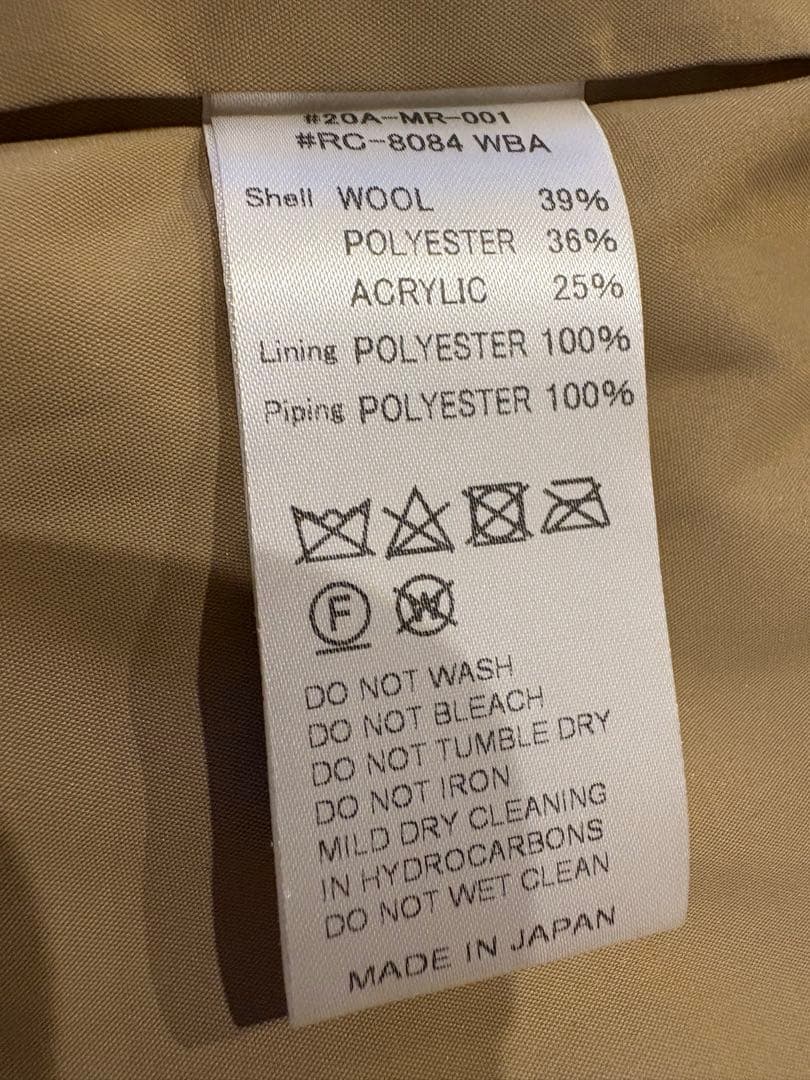 #20A-MR-001
#RC-8084 WBA
Shell WOOL 39%
POLYESTER 36%
ACRYLIC 25%
Lining POLYESTER 100%
Piping POLYESTER 100%
F W
DO NOT WASH
DO NOT BLEACH
DO NOT TUMBLE DRY
DO NOT IRON
MILD DRY CLEANING
IN HYDROCARBONS
DO NOT WET CLEAN
MADE IN JAPAN